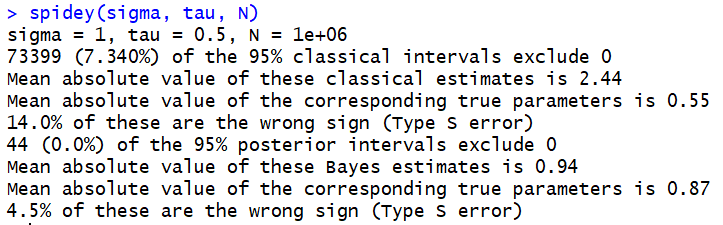 > spidey(sigma, tau, N)
sigma = 1, tau = 0.5, N = 1e+06
73399 (7.340%) of the 95% classical intervals exclude 0
Mean absolute value of these classical estimates is 2.44
Mean absolute value of the corresponding true parameters is 0.55
14.0% of these are the wrong sign (Type S error)
44 (0.0%) of the 95% posterior intervals exclude 0
Mean absolute value of these Bayes estimates is 0.94
Mean absolute value of the corresponding true parameters is 0.87
4.5% of these are the wrong sign (Type S error)